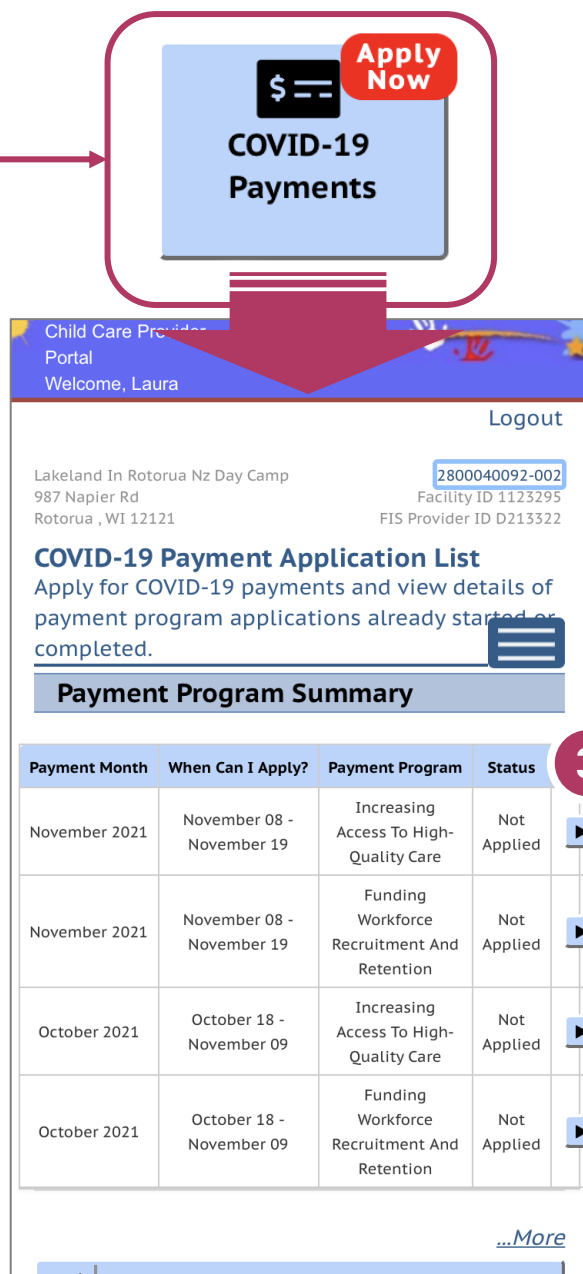 Apply
Now
COVID-19
Payments
Child Care Provider
Portal
Welcome, Laura
Logout
Lakeland In Rotorua Nz Day Camp
2800040092-002
987 Napier Rd
Facility ID 1123295
Rotorua , WI 12121
FIS Provider ID D213322
COVID-19 Payment Application List
Apply for COVID-19 payments and view details of
payment program applications already started or
completed.
Payment Program Summary
Payment Month When Can I Apply? Payment Program Status
November 2021 November 08 - November 19 Increasing Access To High-Quality Care Not Applied
November 2021 November 08 - November 19 Funding Workforce Recruitment And Retention Not Applied
October 2021 October 18 - November 09 Increasing Access To High-Quality Care Not Applied
October 2021 October 18 - November 09 Funding Workforce Recruitment And Retention Not Applied
...More